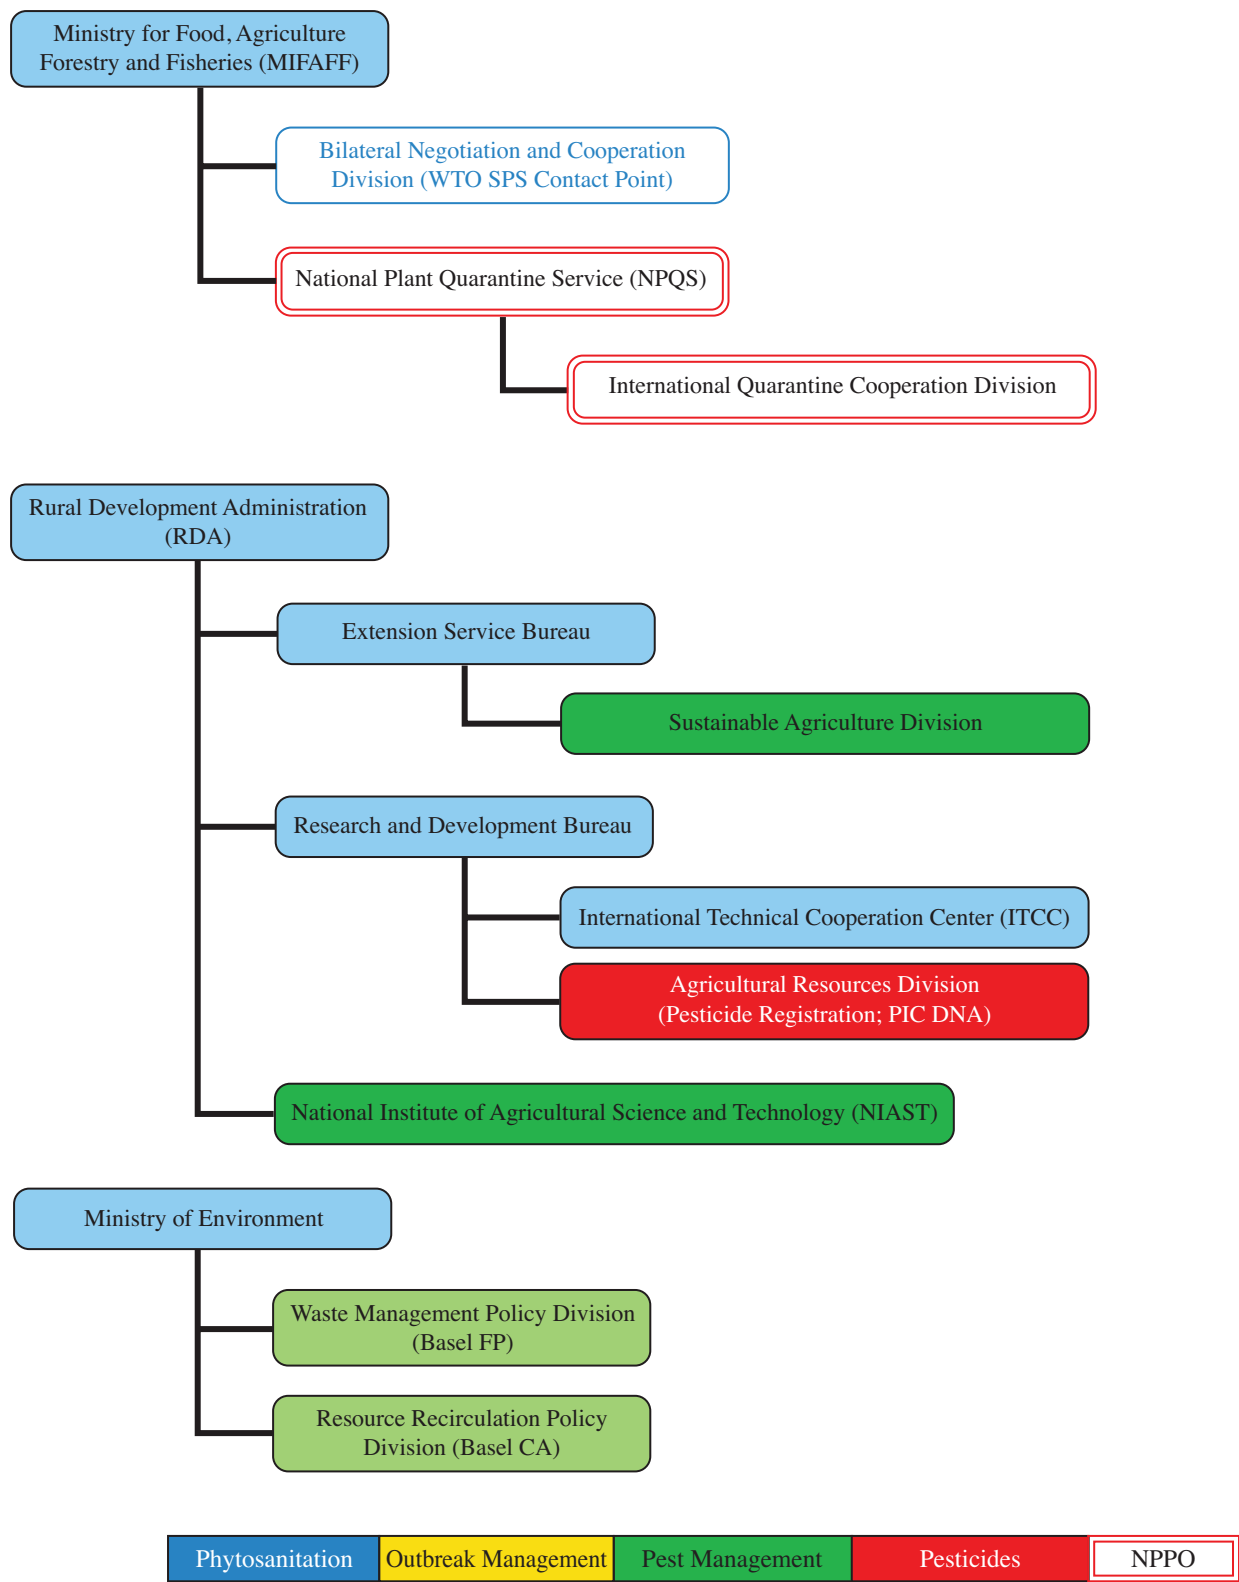 Ministry for Food, Agriculture
Forestry and Fisheries (MIFAFF)
Bilateral Negotiation and Cooperation
Division (WTO SPS Contact Point)
National Plant Quarantine Service (NPQS)
International Quarantine Cooperation Division
Rural Development Administration
(RDA)
Extension Service Bureau
Sustainable Agriculture Division
Research and Development Bureau
International Technical Cooperation Center (ITCC)
Agricultural Resources Division
(Pesticide Registration; PIC DNA)
National Institute of Agricultural Science and Technology (NIAST)
Ministry of Environment
Waste Management Policy Division
(Basel FP)
Resource Recirculation Policy
Division (Basel CA)
Phytosanitation Outbreak Management Pest Management Pesticides NPPO